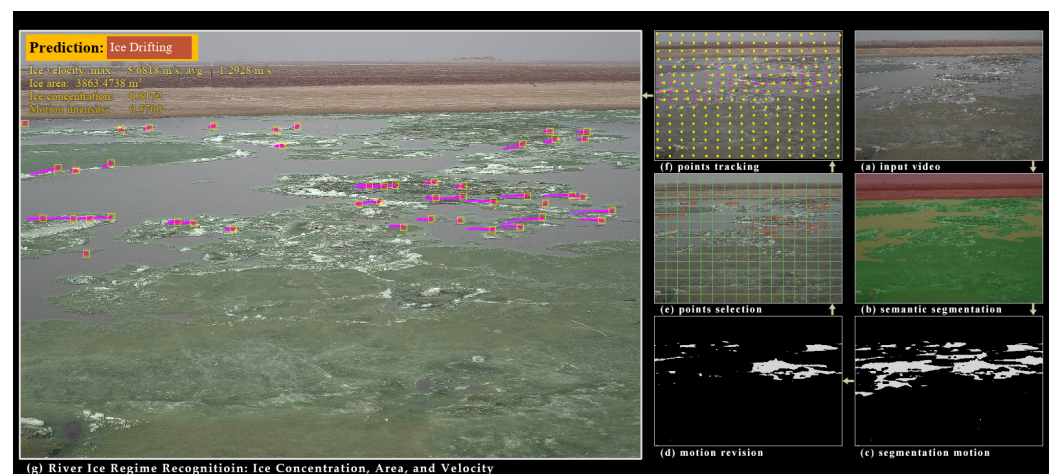 Prediction: Ice Drifting
Ice velocity: max 5.6818 m/s, avg 1.2928 m/s
Ice area: 3863.4738 m
Ice concentration: 0.8172
Motion intensity:
(f) points tracking
(a) input video
(e) points selection
(b) semantic segmentation
(d) motion revision
(c) segmentation motion
(g) River Ice Regime Recognitioin: Ice Concentration, Area, and Velocity